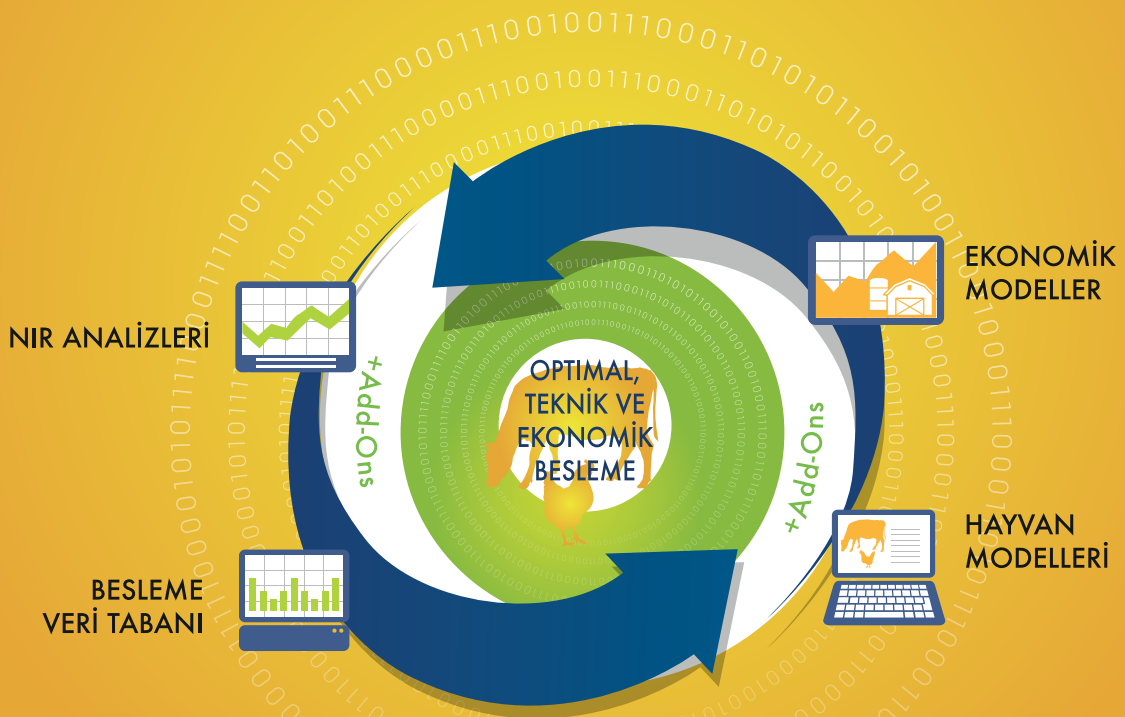 EKONOMİK
MODELLER
NIR ANALİZLERİ
+Add-Ons
OPTIMAL,
TEKNİK VE
EKONOMİK
BESLEME
+Add-Ons
HAYVAN
MODELLERİ
BESLEME
VERİ TABANI